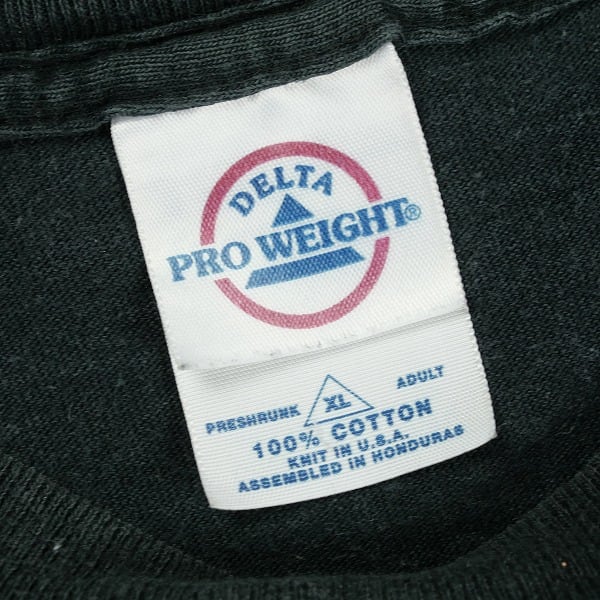 DELTA
PRO WEIGHT®
PRESHRUNK XL ADULT
100% COTTON
KNIT IN U.S.A.
ASSEMBLED IN HONDURAS